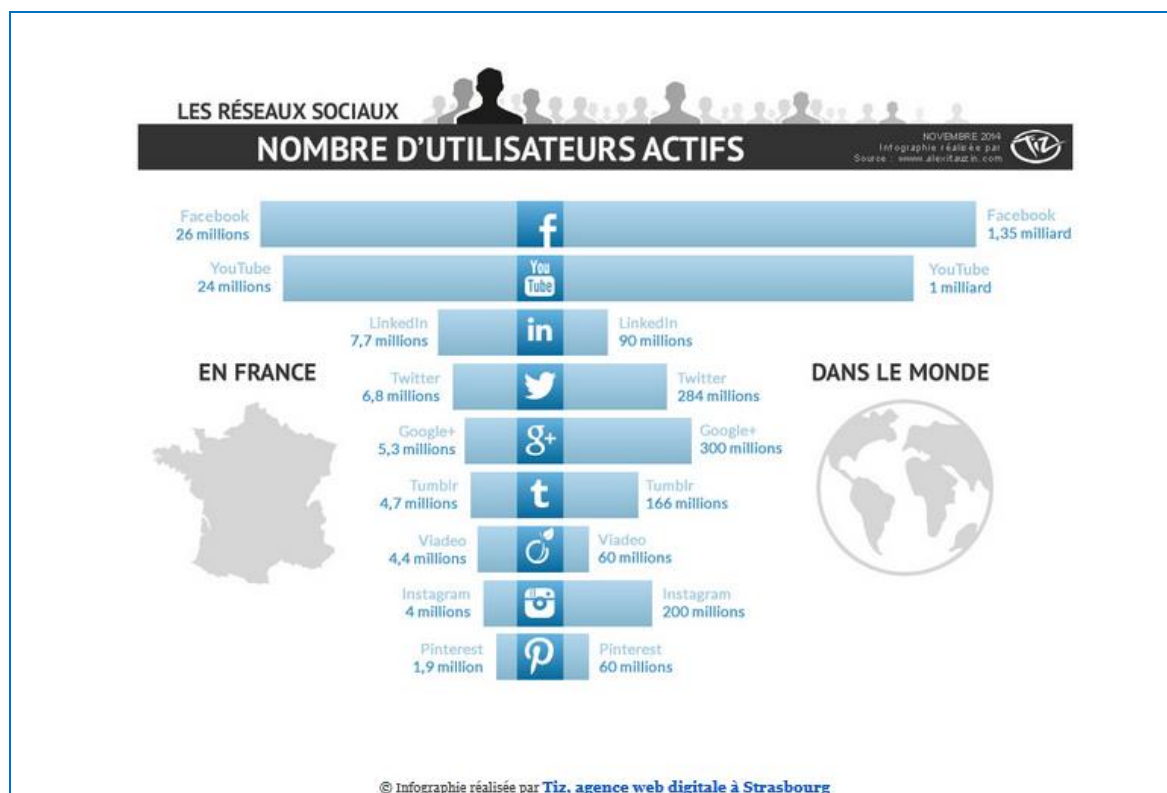 LES RÉSEAUX SOCIAUX
NOMBRE D'UTILISATEURS ACTIFS
NOVEMBRE 2014
Infographie réalisée par
Source : www.alexitauzin.com
Tiz
Facebook
26 millions
f
Facebook
1,35 milliard
YouTube
24 millions
You
Tube
YouTube
1 milliard
LinkedIn
7,7 millions
in
LinkedIn
90 millions
EN FRANCE
DANS LE MONDE
Twitter
6,8 millions
Twitter
284 millions
Google+
5,3 millions
g+
Google+
300 millions
Tumblr
4,7 millions
t
Tumblr
166 millions
Viadeo
4,4 millions
Viadeo
60 millions
Instagram
4 millions
Instagram
200 millions
Pinterest
1,9 million
P
Pinterest
60 millions
© Infographie réalisée par Tiz, agence web digitale à Strasbourg